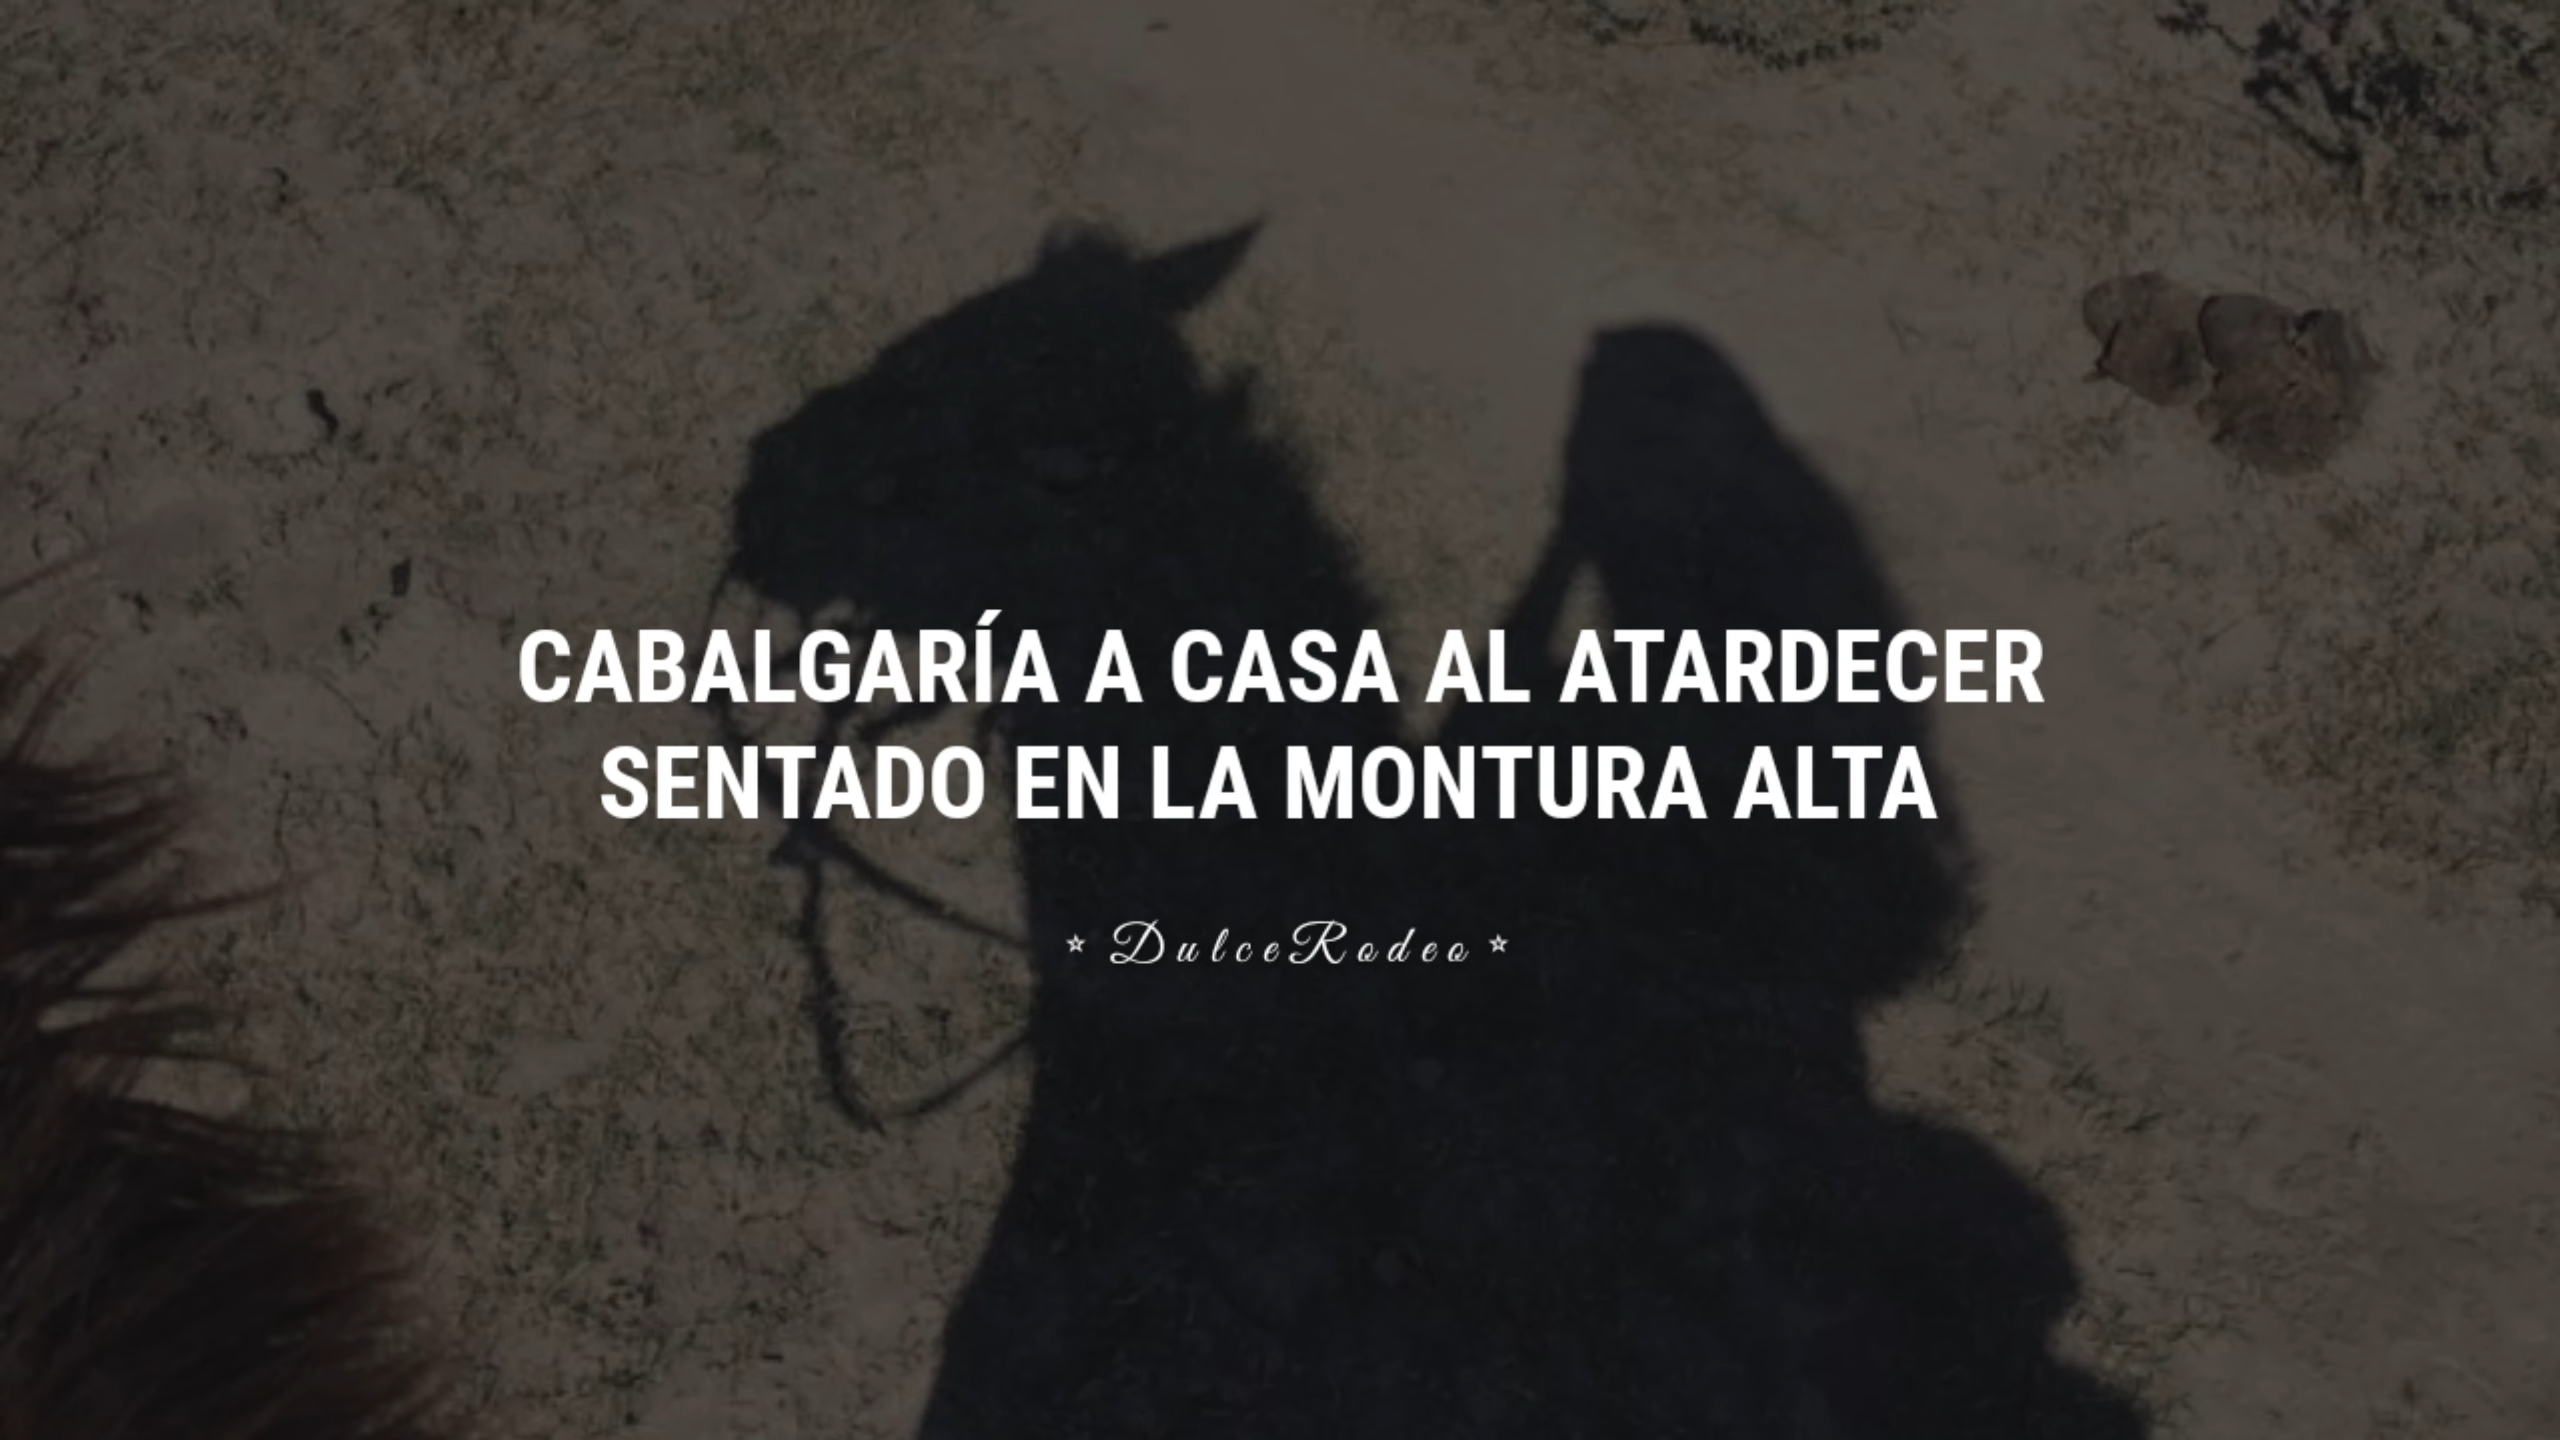 CABALGARÍA A CASA AL ATARDECER
SENTADO EN LA MONTURA ALTA
* DulceRodeo *